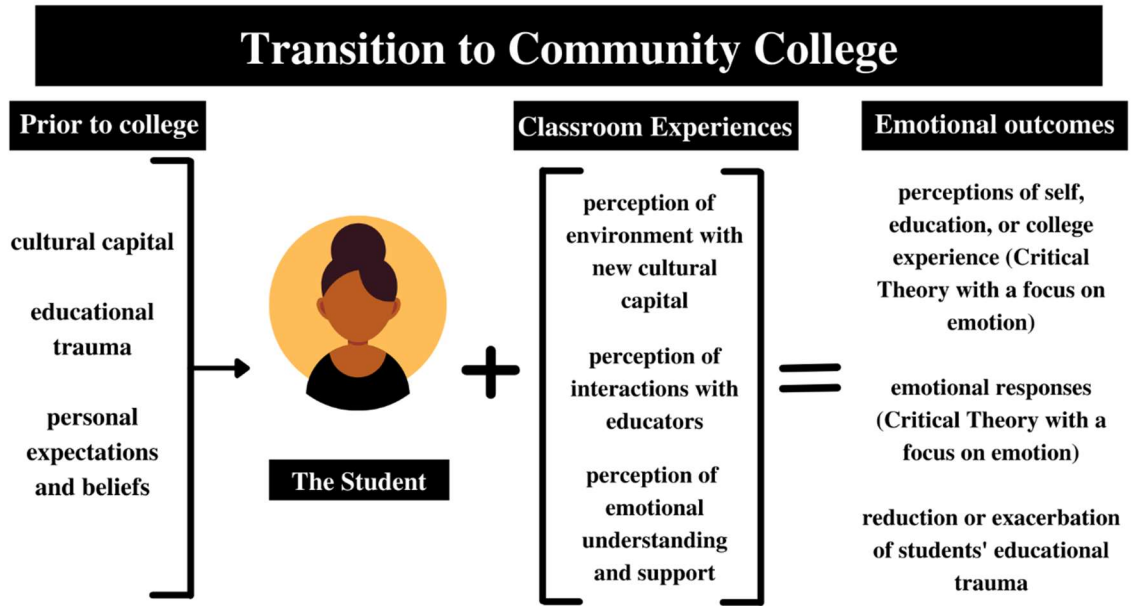 Transition to Community College
Prior to college
cultural capital
educational
trauma
personal
expectations
and beliefs
The Student
Classroom Experiences
perception of
environment with
new cultural
capital
perception of
interactions with
educators
perception of
emotional
understanding
and support
Emotional outcomes
perceptions of self,
education, or college
experience (Critical
Theory with a focus on
emotion)
emotional responses
(Critical Theory with a
focus on emotion)
reduction or exacerbation
of students' educational
trauma